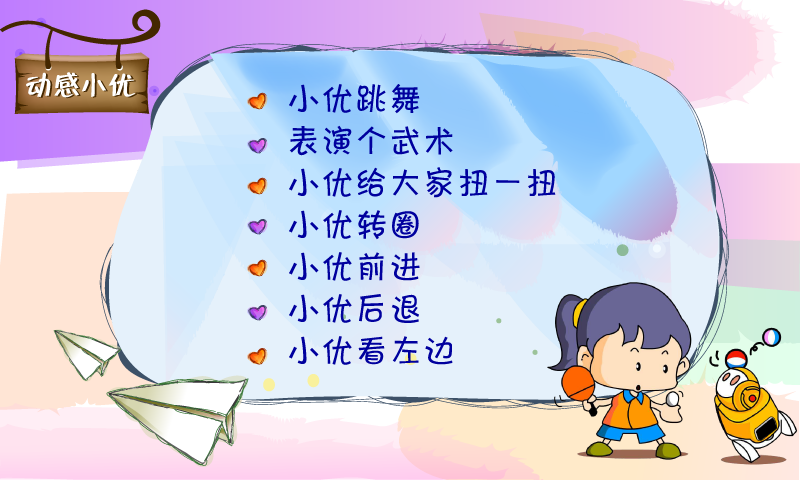 动感小优
小优跳舞
表演个武术
小优给大家扭一扭
小优转圈
小优前进
小优后退
小优看左边